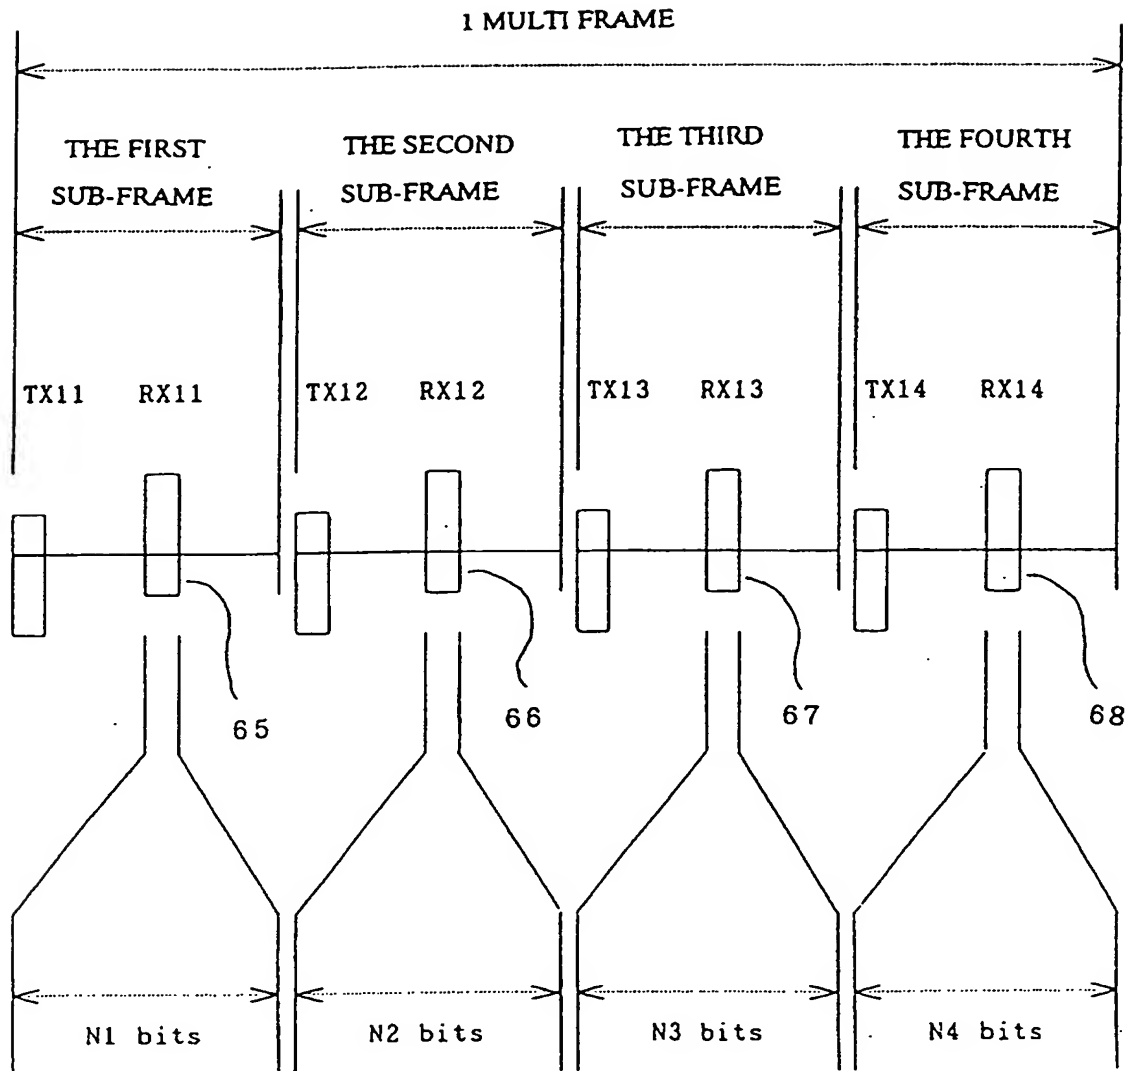 1 MULTI FRAME
THE FIRST
SUB-FRAME
THE SECOND
SUB-FRAME
THE THIRD
SUB-FRAME
THE FOURTH
SUB-FRAME
TX11 RX11 TX12 RX12 TX13 RX13 TX14 RX14
65 66 67 68
N1 bits N2 bits N3 bits N4 bits